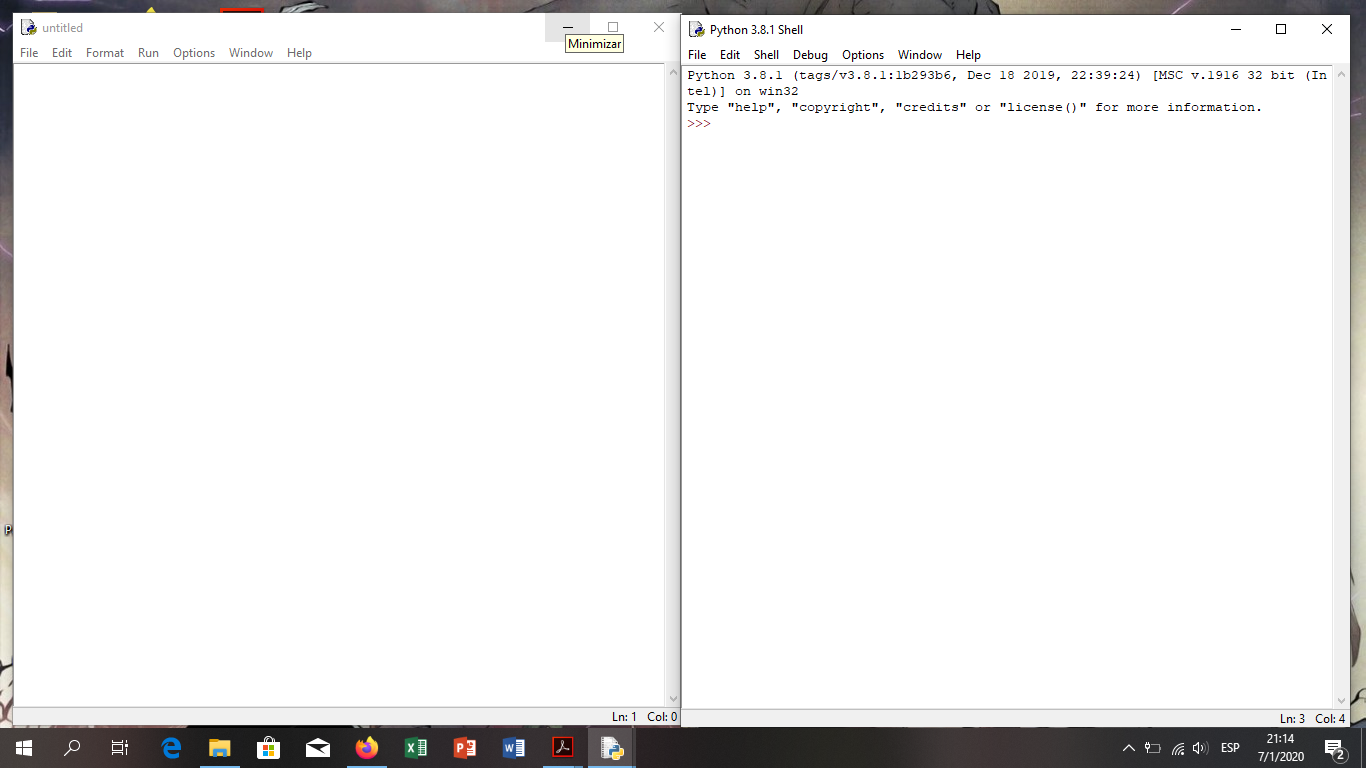 untitled
Minimizar
File Edit Format Run Options Window Help
Ln: 1 Col: 0
Python 3.8.1 Shell
File Edit Shell Debug Options Window Help
Python 3.8.1 (tags/v3.8.1:1b293b6, Dec 18 2019, 22:39:24) [MSC v.1916 32 bit (In
tel)] on win32
Type "help", "copyright", "credits" or "license()" for more information.
>>>
Ln: 3 Col: 4
P
ESP
21:14
7/1/2020
2